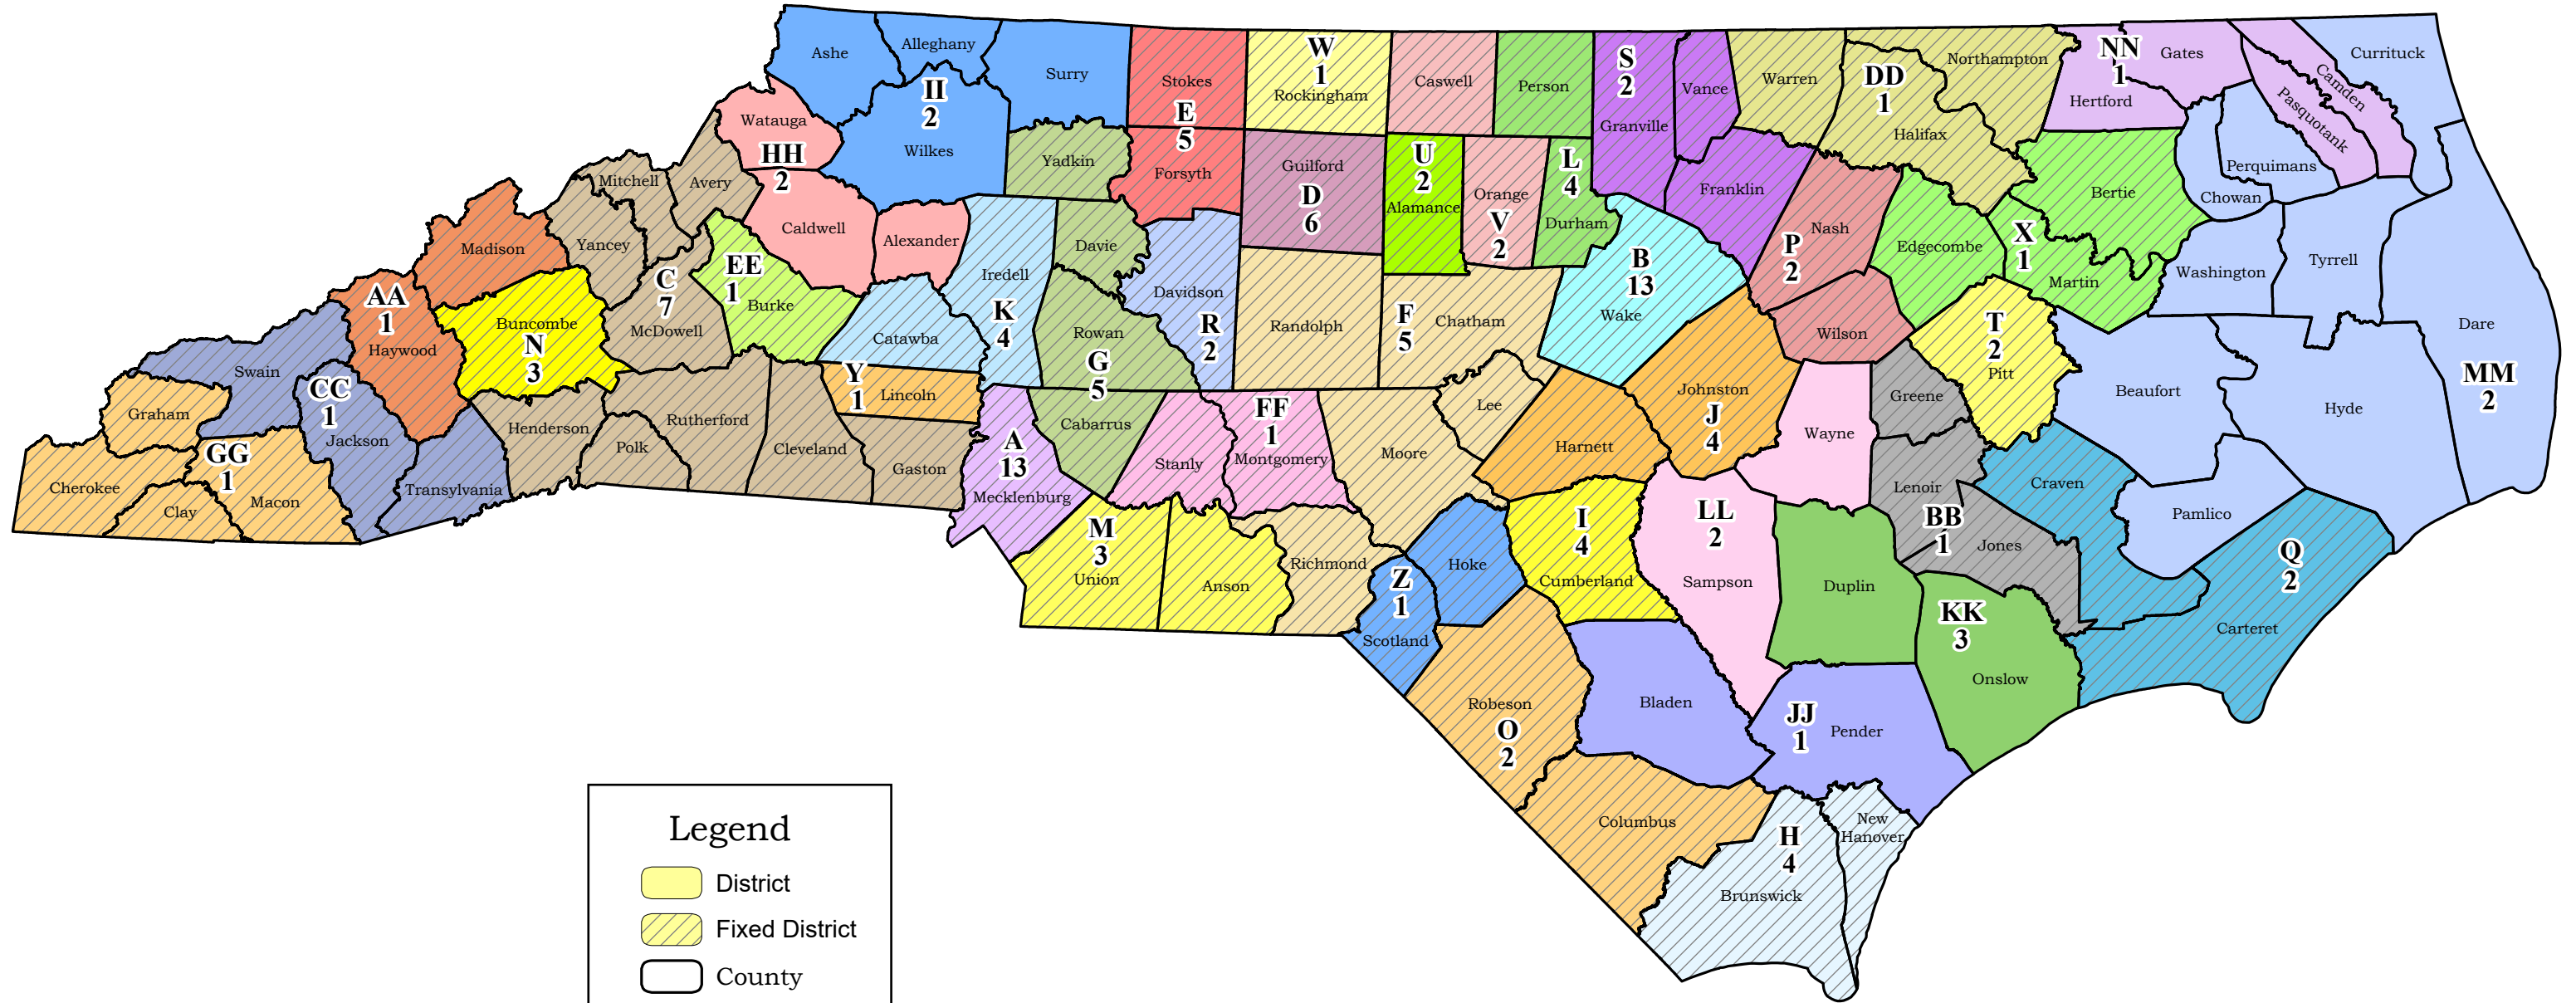 Ashe
Alleghany
Surry
Stokes
W
1
Rockingham
Caswell
Person
S
2
Granville
Vance
Warren
DD
1
Halifax
Northampton
NN
1
Gates
Hertford
Camden
Pasquotank
Currituck
II
2
Wilkes
Watauga
HH
2
Yadkin
E
5
Forsyth
Guilford
D
6
U
2
Alamance
Orange
V
2
L
4
Durham
Franklin
Nash
P
2
Edgecombe
X
1
Martin
Bertie
Perquimans
Chowan
Washington
Tyrrell
Dare
MM
2
Mitchell
Avery
Caldwell
Alexander
Iredell
K
4
Davie
Davidson
R
2
Randolph
F
5
Chatham
B
13
Wake
Wilson
Madison
Yancey
C
7
McDowell
EE
1
Burke
Catawba
Rowan
G
5
Cabarrus
AA
1
Haywood
Buncombe
N
3
Swain
CC
1
Jackson
Graham
GG
1
Macon
Cherokee
Clay
Transylvania
Henderson
Polk
Rutherford
Cleveland
Y
1
Lincoln
Gaston
A
13
Mecklenburg
Stanly
FF
1
Montgomery
Moore
Lee
Harnett
Johnston
J
4
Wayne
Greene
T
2
Pitt
Beaufort
Hyde
Lenoir
BB
1
Jones
Craven
Pamlico
Q
2
Carteret
M
3
Union
Anson
Richmond
Z
1
Scotland
Hoke
I
4
Cumberland
LL
2
Sampson
Duplin
KK
3
Onslow
Robeson
O
2
Bladen
JJ
1
Pender
Columbus
H
4
Brunswick
New
Hanover
Legend
District
Fixed District
County